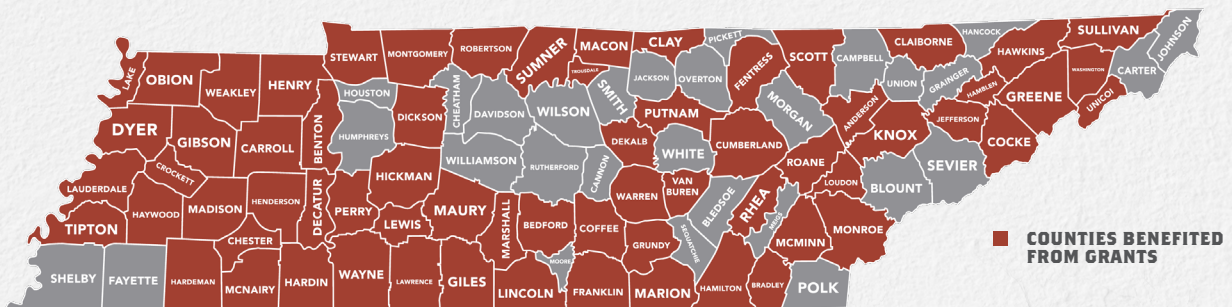 LAKE
OBION
WEAKLEY
HENRY
STEWART
MONTGOMERY
ROBERTSON
SUMNER
MACON
TROUSDALE
CLAY
PICKETT
FENTRESS
SCOTT
CAMPBELL
CLAIBORNE
HANCOCK
HAWKINS
SULLIVAN
JOHNSON
CARTER
WASHINGTON
UNICOI
GREENE
HAMBLEN
GRAINGER
UNION
ANDERSON
MORGAN
OVERTON
JACKSON
SMITH
WILSON
DAVIDSON
CHEATHAM
DICKSON
HOUSTON
HUMPHREYS
BENTON
CARROLL
GIBSON
DYER
CROCKETT
LAUDERDALE
HAYWOOD
MADISON
HENDERSON
DECATUR
PERRY
HICKMAN
WILLIAMSON
RUTHERFORD
CANNON
DEKALB
PUTNAM
WHITE
CUMBERLAND
ROANE
KNOX
JEFFERSON
COCKE
SEVIER
BLOUNT
LOUDON
MONROE
MCMINN
MEIGS
RHEA
BLEDSOE
VAN
BUREN
WARREN
SEQUATCHIE
GRUNDY
COFFEE
BEDFORD
MOORE
MARSHALL
MAURY
LEWIS
TIPTON
CHESTER
SHELBY
FAYETTE
HARDEMAN
MCNAIRY
HARDIN
WAYNE
LAWRENCE
GILES
LINCOLN
FRANKLIN
MARION
HAMILTON
BRADLEY
POLK
COUNTIES BENEFITED
FROM GRANTS